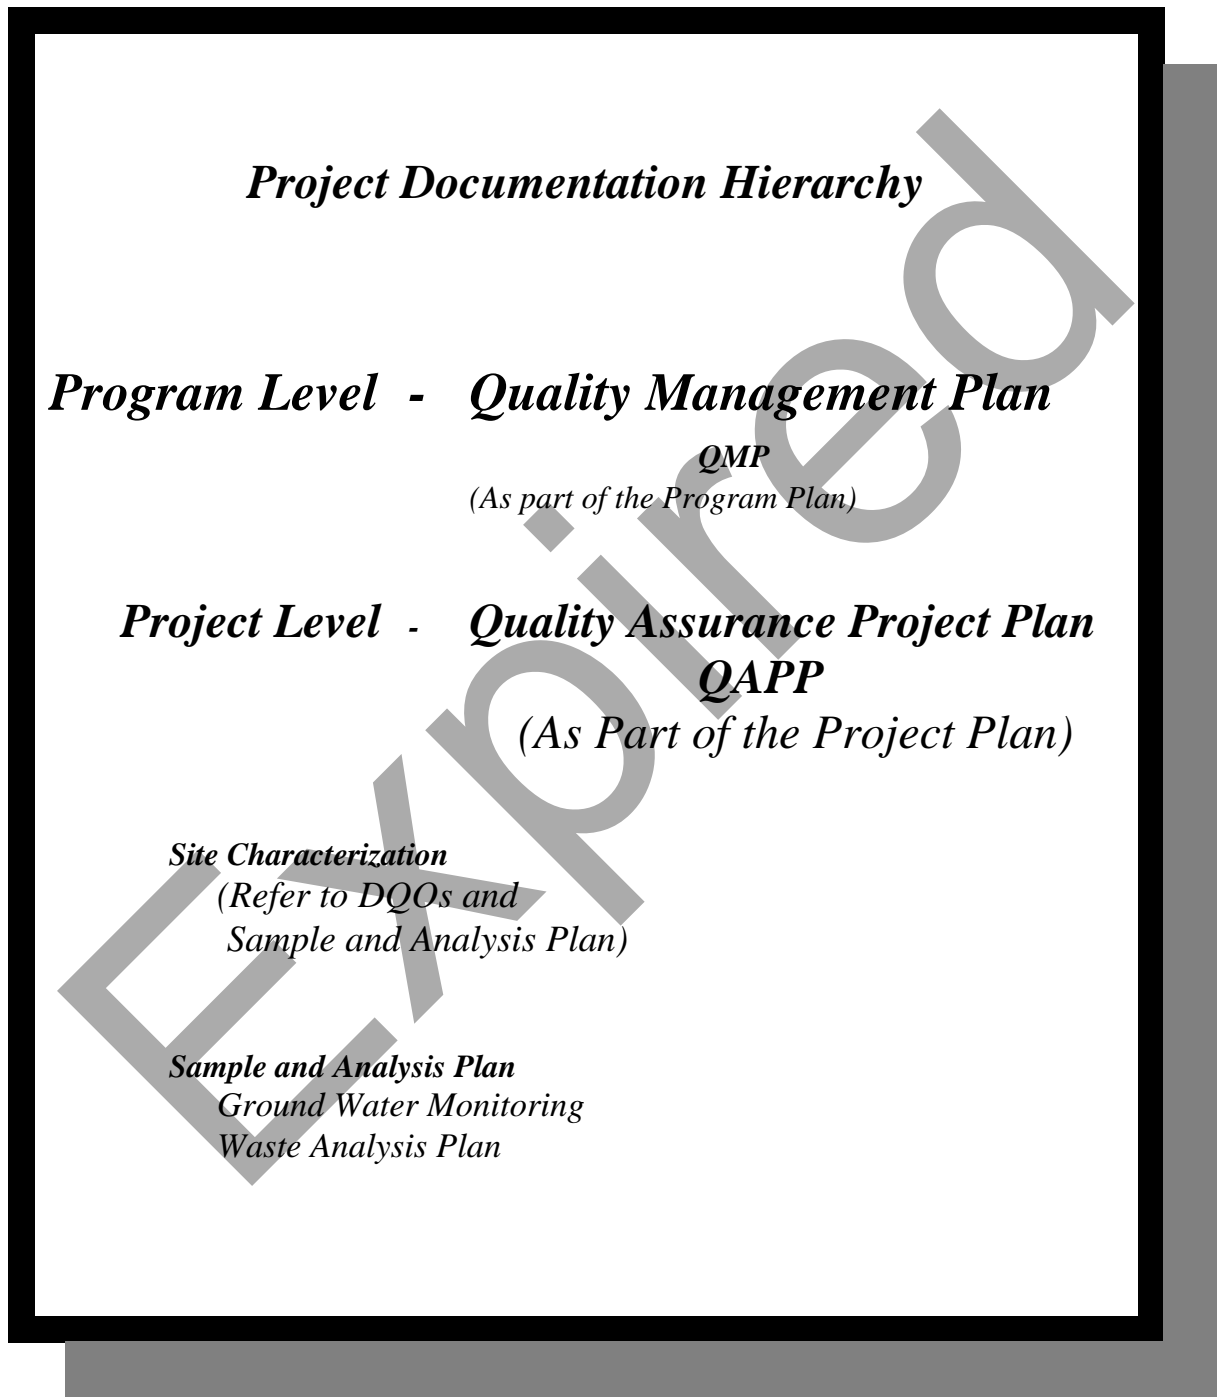 Project Documentation Hierarchy
Program Level - Quality Management Plan
QMP
(As part of the Program Plan)
Project Level - Quality Assurance Project Plan
QAPP
(As Part of the Project Plan)
Site Characterization
(Refer to DQOs and
Sample and Analysis Plan)
Sample and Analysis Plan
Ground Water Monitoring
Waste Analysis Plan
Expired